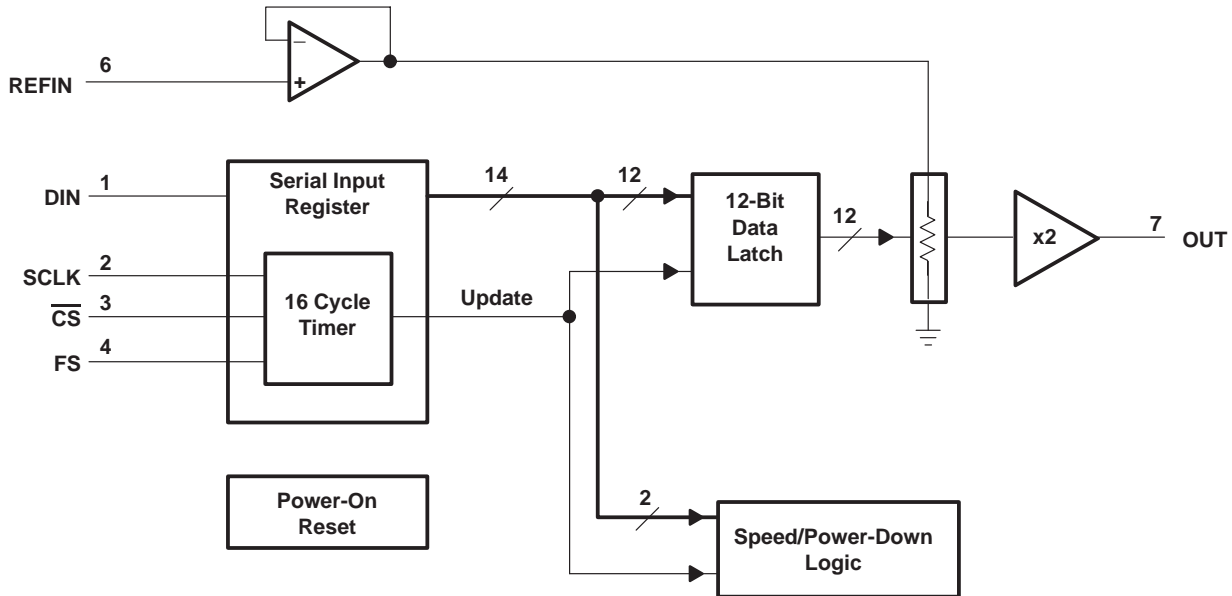 6
REFIN
−
+
1
DIN
Serial Input
Register
14
12
12-Bit
Data
Latch
12
x2
7
OUT
2
SCLK
3
CS
4
FS
16 Cycle
Timer
Update
Power-On
Reset
2
Speed/Power-Down
Logic